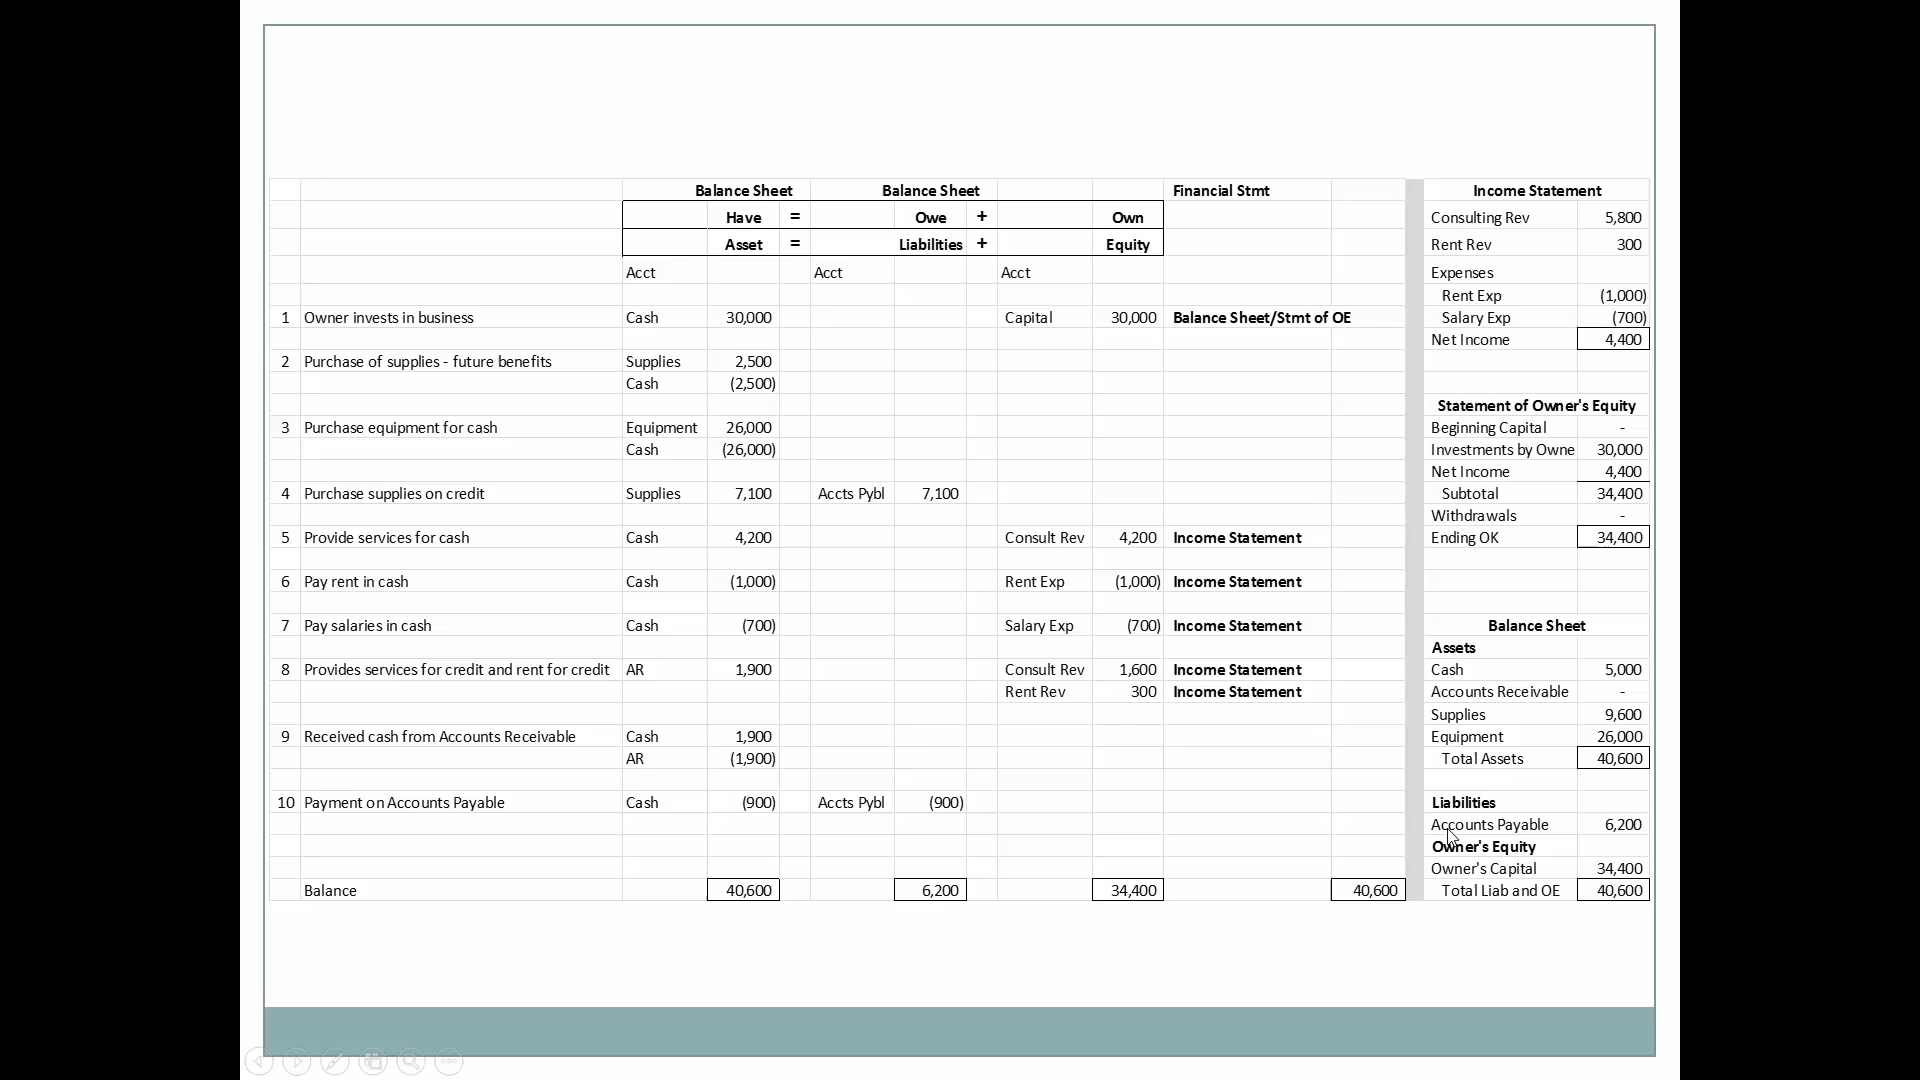 Balance Sheet Balance Sheet Financial Stmt Income Statement
Have = Owe + Own Consulting Rev 5,800
Asset = Liabilities + Equity Rent Rev 300
Acct Acct Acct Expenses
Rent Exp (1,000)
1 Owner invests in business Cash 30,000 Capital 30,000 Balance Sheet/Stmt of OE Salary Exp (700)
Net Income 4,400
2 Purchase of supplies - future benefits Supplies 2,500
Cash (2,500)
Statement of Owner's Equity
3 Purchase equipment for cash Equipment 26,000 Beginning Capital -
Cash (26,000) Investments by Owne 30,000
Net Income 4,400
4 Purchase supplies on credit Supplies 7,100 Accts Pybl 7,100 Subtotal 34,400
Withdrawals -
5 Provide services for cash Cash 4,200 Consult Rev 4,200 Income Statement Ending OK 34,400
6 Pay rent in cash Cash (1,000) Rent Exp (1,000) Income Statement
7 Pay salaries in cash Cash (700) Salary Exp (700) Income Statement Balance Sheet
Assets
8 Provides services for credit and rent for credit AR 1,900 Consult Rev 1,600 Income Statement Cash 5,000
Rent Rev 300 Income Statement Accounts Receivable -
Supplies 9,600
9 Received cash from Accounts Receivable Cash 1,900 Equipment 26,000
AR (1,900) Total Assets 40,600
10 Payment on Accounts Payable Cash (900) Accts Pybl (900) Liabilities
Accounts Payable 6,200
Owner's Equity
Owner's Capital 34,400
Balance 40,600 6,200 34,400 40,600 Total Liab and OE 40,600